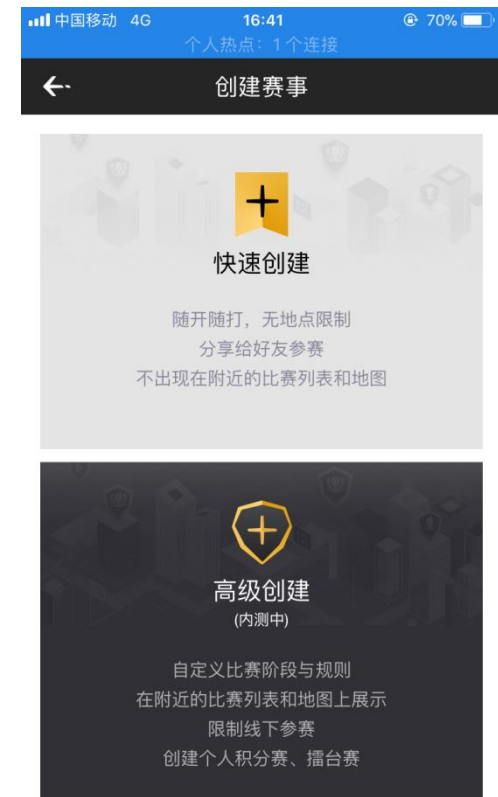 中国移动 4G 16:41 70%
个人热点：1个连接
创建赛事
快速创建
随开随打，无地点限制
分享给好友参赛
不出现在附近的比赛列表和地图
高级创建
(内测中)
自定义比赛阶段与规则
在附近的比赛列表和地图上展示
限制线下参赛
创建个人积分赛、擂台赛